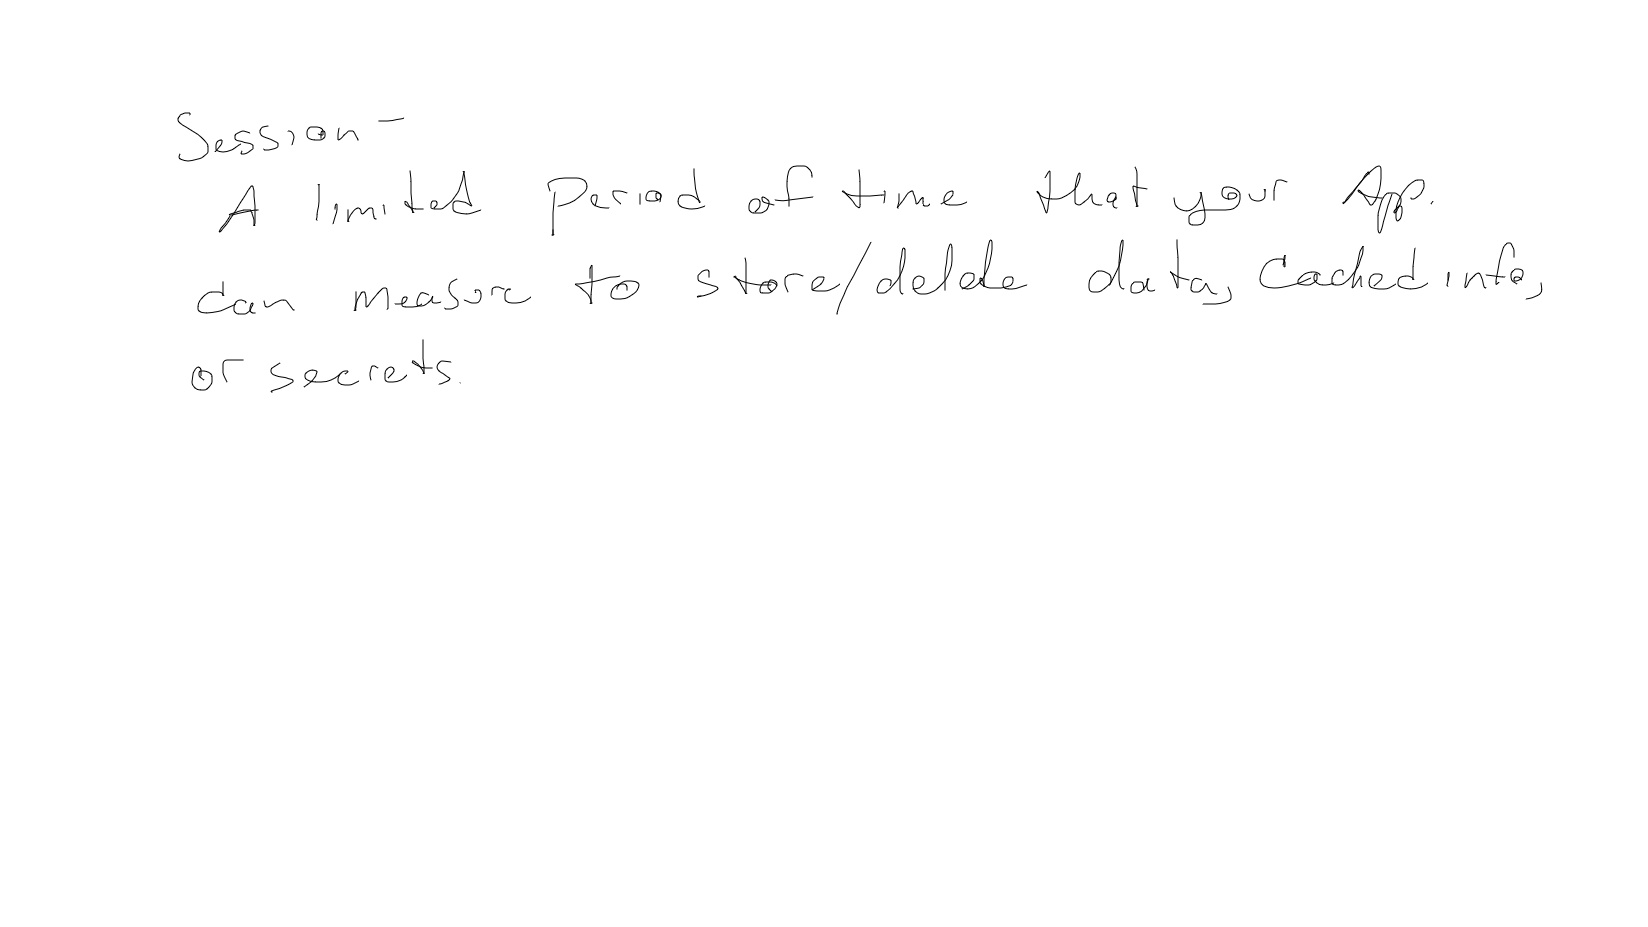 Session -
A limited period of time that your App.
can measure to store/delete data, cached info,
or secrets.